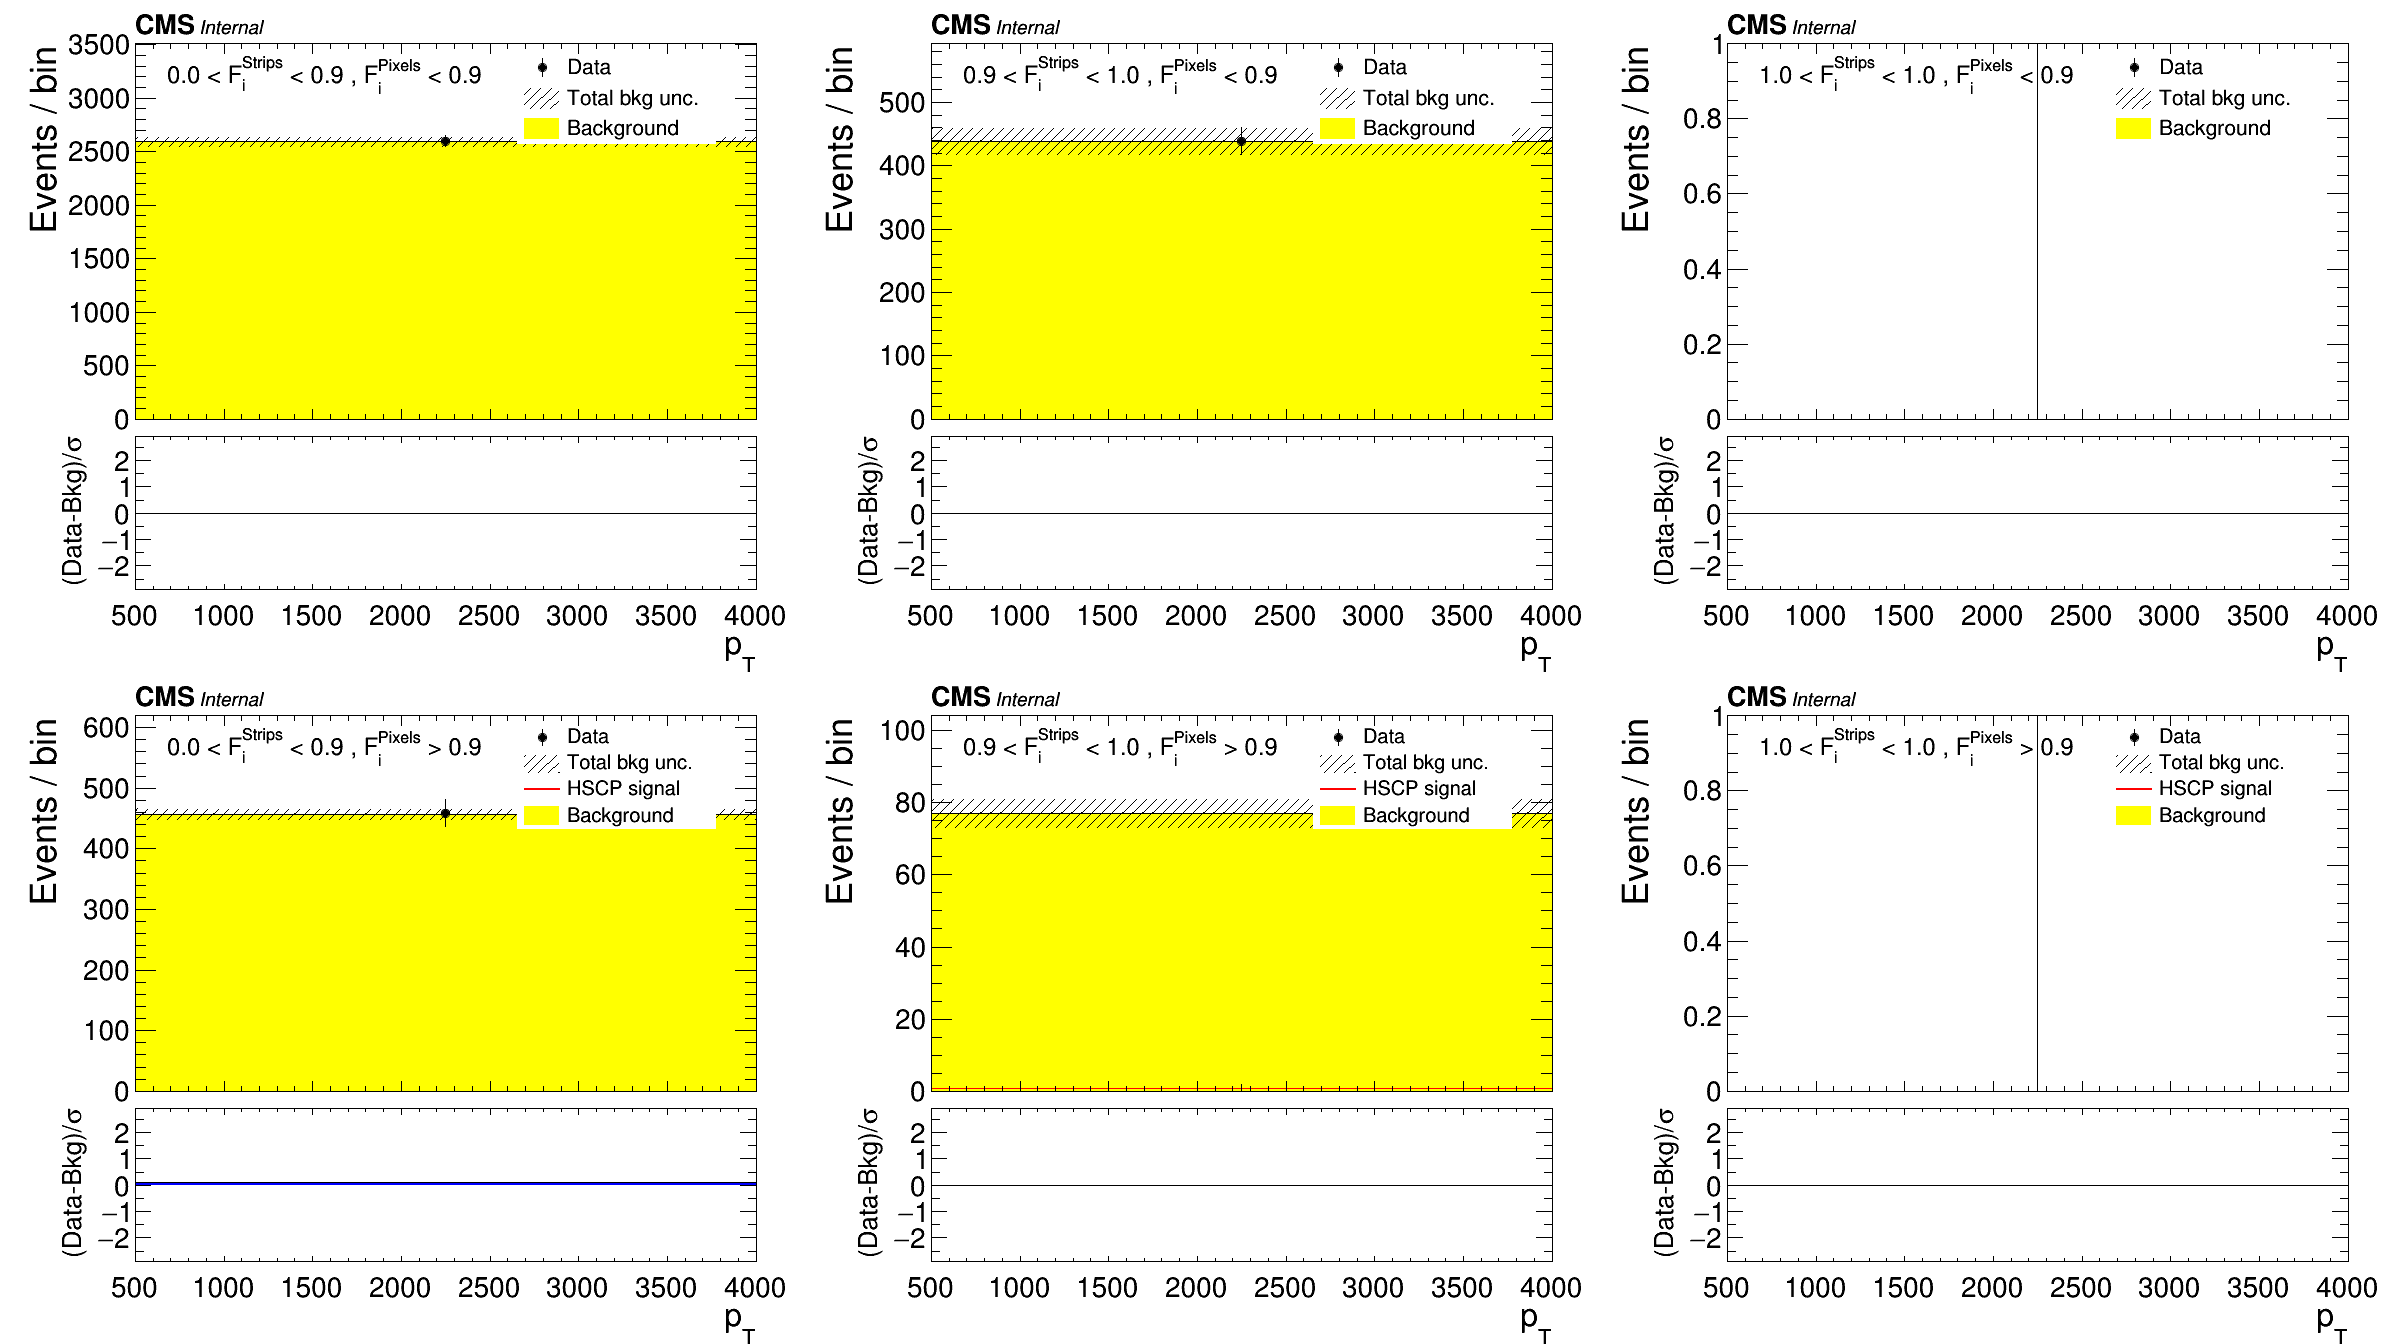 CMS Internal
0.0 < F_i^Strips < 0.9 , F_i^Pixels < 0.9
Data
Total bkg unc.
Background
Events / bin
3500
3000
2500
2000
1500
1000
500
0
(Data-Bkg)/σ
2
1
0
−1
−2
500 1000 1500 2000 2500 3000 3500 4000
p_T
CMS Internal
0.9 < F_i^Strips < 1.0 , F_i^Pixels < 0.9
Data
Total bkg unc.
Background
Events / bin
500
400
300
200
100
0
(Data-Bkg)/σ
2
1
0
−1
−2
500 1000 1500 2000 2500 3000 3500 4000
p_T
CMS Internal
1.0 < F_i^Strips < 1.0 , F_i^Pixels < 0.9
Data
Total bkg unc.
Background
Events / bin
1
0.8
0.6
0.4
0.2
0
(Data-Bkg)/σ
2
1
0
−1
−2
500 1000 1500 2000 2500 3000 3500 4000
p_T
CMS Internal
0.0 < F_i^Strips < 0.9 , F_i^Pixels > 0.9
Data
Total bkg unc.
HSCP signal
Background
Events / bin
600
500
400
300
200
100
0
(Data-Bkg)/σ
2
1
0
−1
−2
500 1000 1500 2000 2500 3000 3500 4000
p_T
CMS Internal
0.9 < F_i^Strips < 1.0 , F_i^Pixels > 0.9
Data
Total bkg unc.
HSCP signal
Background
Events / bin
100
80
60
40
20
0
(Data-Bkg)/σ
2
1
0
−1
−2
500 1000 1500 2000 2500 3000 3500 4000
p_T
CMS Internal
1.0 < F_i^Strips < 1.0 , F_i^Pixels > 0.9
Data
Total bkg unc.
HSCP signal
Background
Events / bin
1
0.8
0.6
0.4
0.2
0
(Data-Bkg)/σ
2
1
0
−1
−2
500 1000 1500 2000 2500 3000 3500 4000
p_T